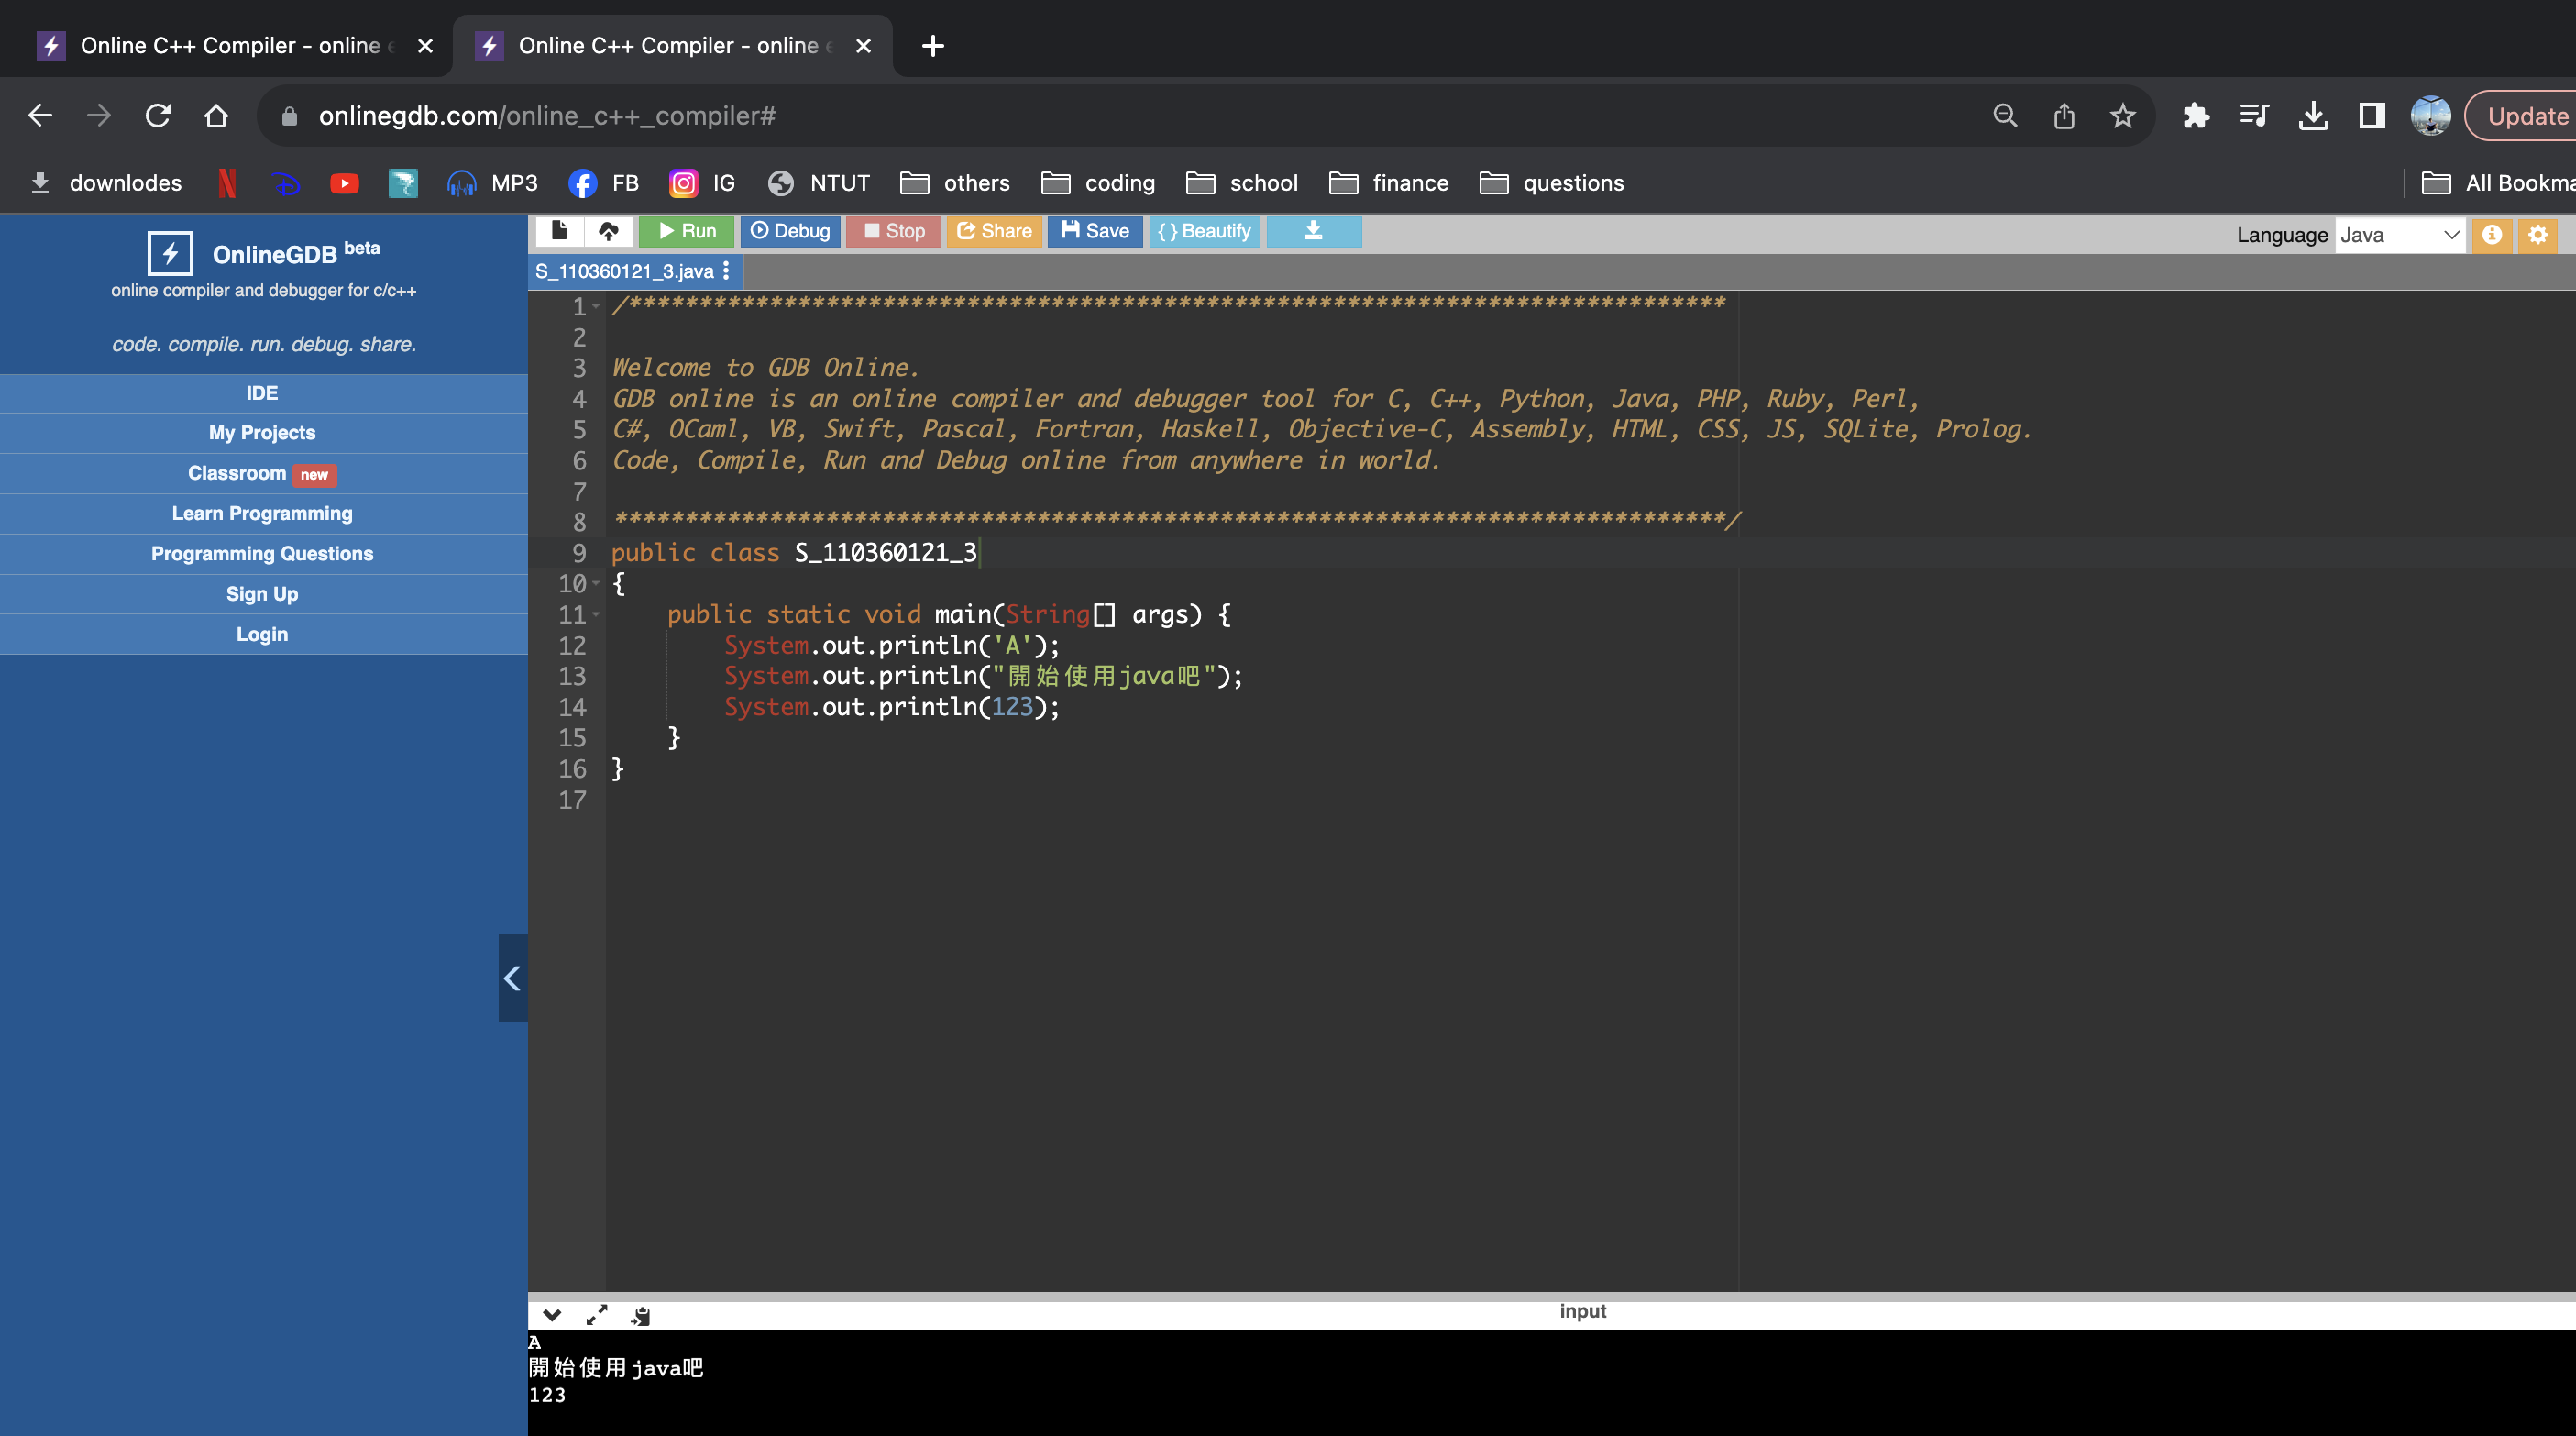 Online C++ Compiler - online e
Online C++ Compiler - online e
onlinegdb.com/online_c++_compiler#
Update
downlodes MP3 FB IG NTUT others coding school finance questions All Bookma
OnlineGDB beta
online compiler and debugger for c/c++
code. compile. run. debug. share.
IDE
My Projects
Classroom new
Learn Programming
Programming Questions
Sign Up
Login
Run Debug Stop Share Save { } Beautify Language Java
S_110360121_3.java
1 /******************************************************************************
2
3 Welcome to GDB Online.
4 GDB online is an online compiler and debugger tool for C, C++, Python, Java, PHP, Ruby, Perl,
5 C#, OCaml, VB, Swift, Pascal, Fortran, Haskell, Objective-C, Assembly, HTML, CSS, JS, SQLite, Prolog.
6 Code, Compile, Run and Debug online from anywhere in world.
7
8 *******************************************************************************/
9 public class S_110360121_3
10 {
11 public static void main(String[] args) {
12 System.out.println('A');
13 System.out.println("開始使用java吧");
14 System.out.println(123);
15 }
16 }
17
input
A
開始使用java吧
123